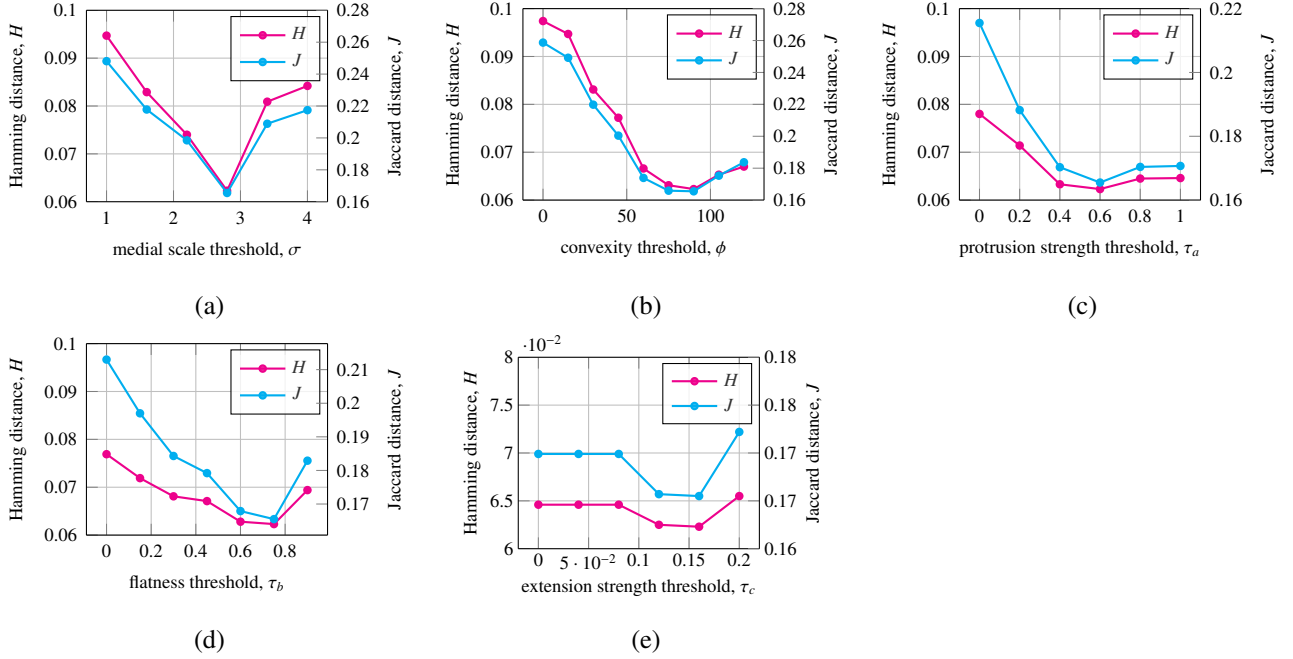 0.1
0.09
0.08
0.07
0.06
Hamming distance, H
1
2
3
4
medial scale threshold, σ
0.28
0.26
0.24
0.22
0.2
0.18
0.16
Jaccard distance, J
H
J
(a)
0.1
0.09
0.08
0.07
0.06
Hamming distance, H
0
50
100
convexity threshold, ϕ
0.28
0.26
0.24
0.22
0.20
0.18
0.16
Jaccard distance, J
H
J
(b)
0.1
0.09
0.08
0.07
0.06
Hamming distance, H
0
0.2
0.4
0.6
0.8
1
protrusion strength threshold, τa
0.22
0.2
0.18
0.16
Jaccard distance, J
H
J
(c)
0.1
0.09
0.08
0.07
0.06
Hamming distance, H
0
0.2
0.4
0.6
0.8
flatness threshold, τb
0.21
0.2
0.19
0.18
0.17
Jaccard distance, J
H
J
(d)
·10−2
8
7.5
7
6.5
6
Hamming distance, H
0
5 · 10−2
0.1
0.15
0.2
extension strength threshold, τc
0.18
0.18
0.17
0.17
0.16
Jaccard distance, J
H
J
(e)